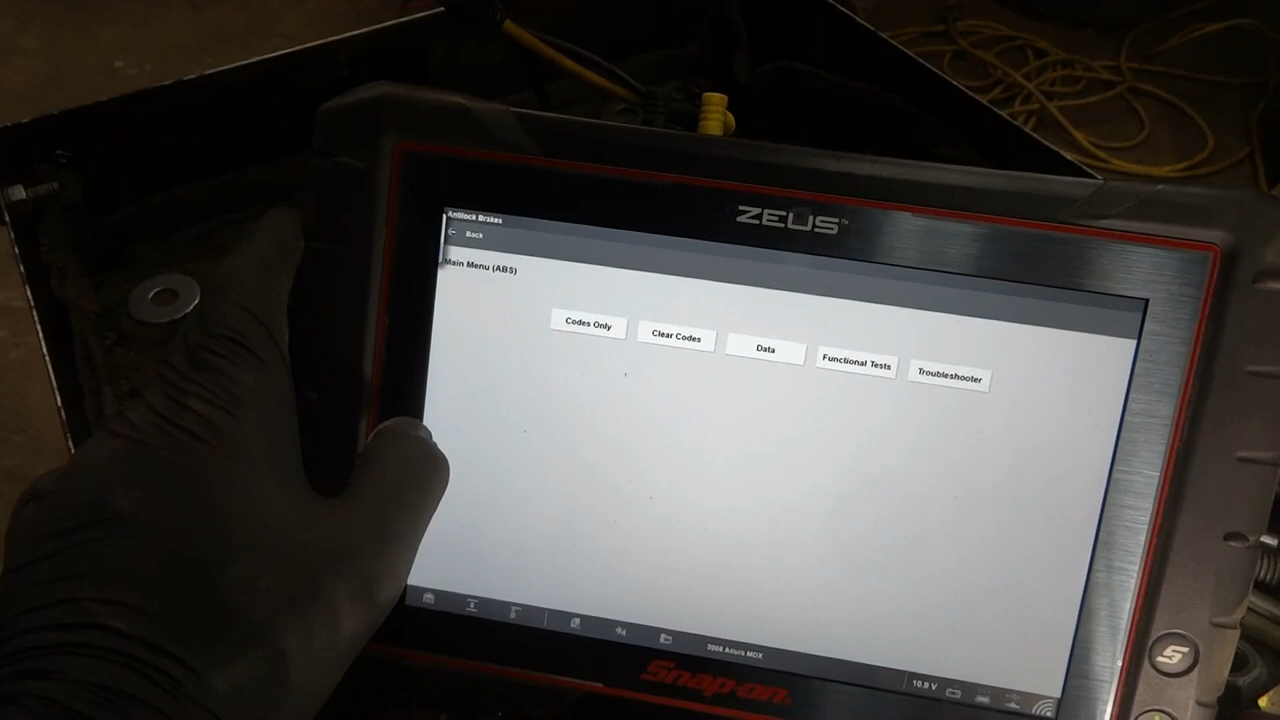 ZEUS™
Antilock Brakes
Back
Main Menu (ABS)
Codes Only
Clear Codes
Data
Functional Tests
Troubleshooter
2008 Acura MDX
10.9 V
Snap-on
S